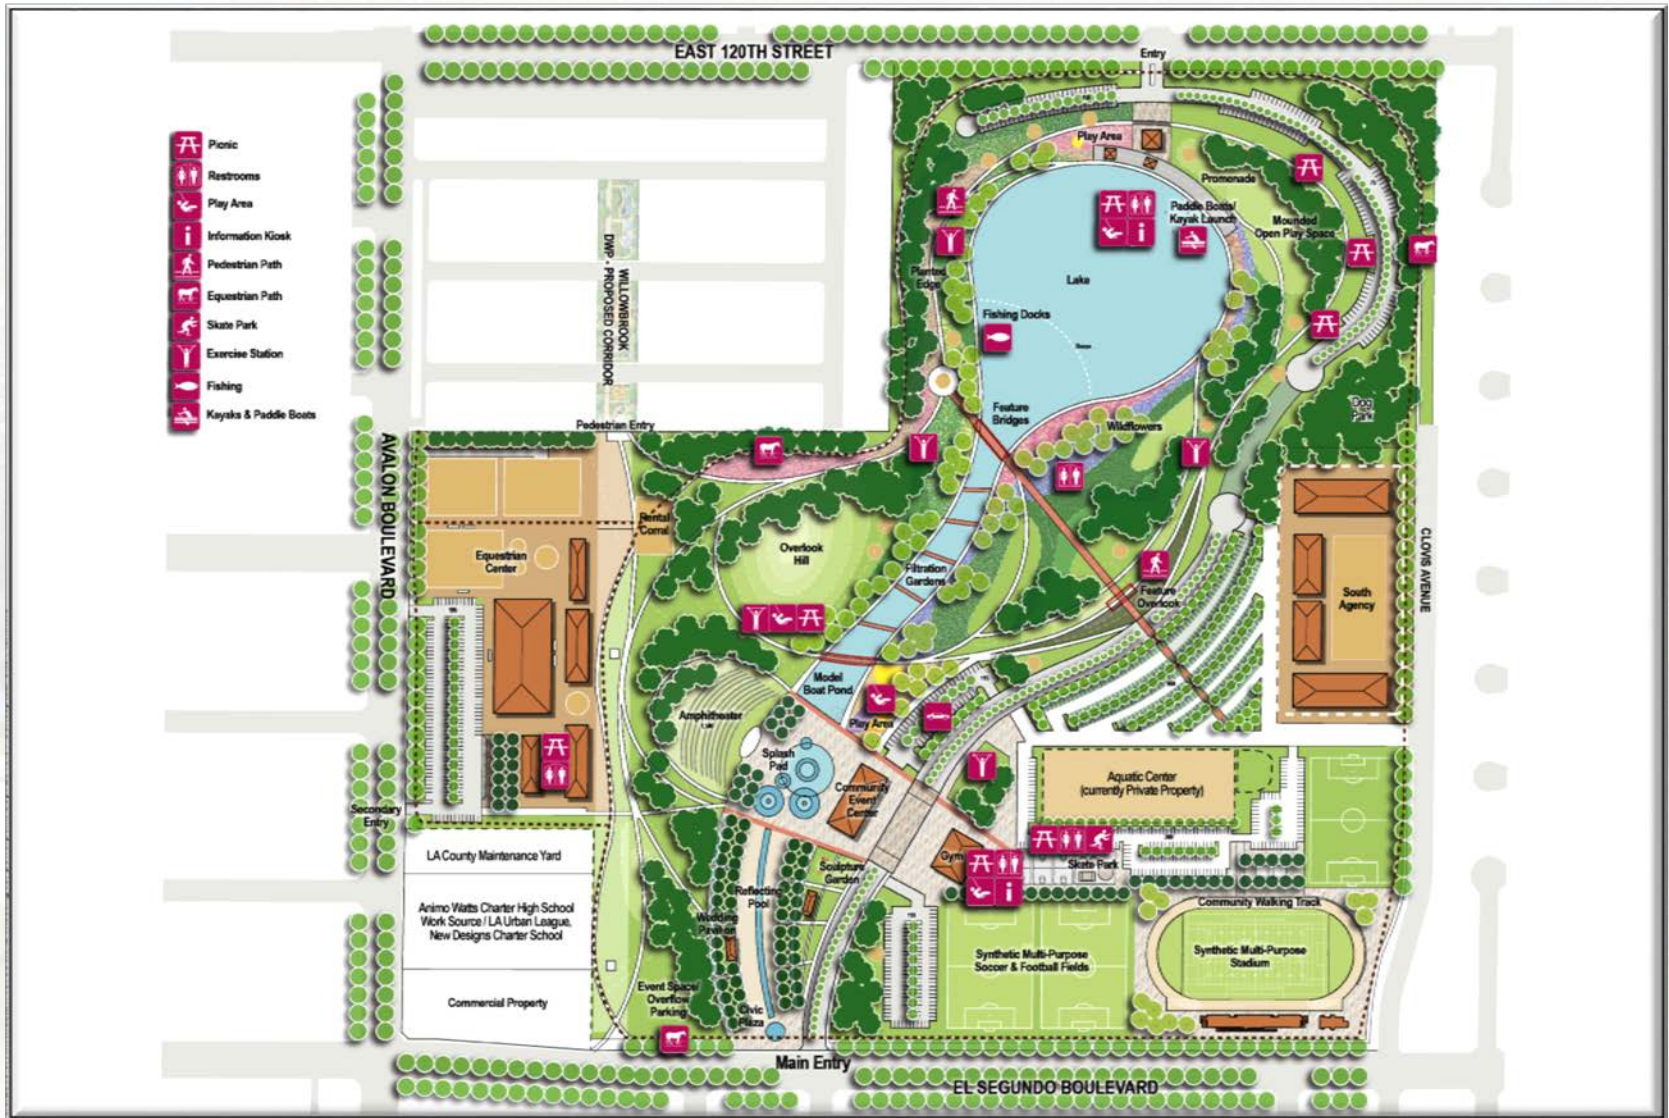 EAST 120TH STREET
Entry
Picnic
Restrooms
Play Area
Information Kiosk
Pedestrian Path
Equestrian Path
Skate Park
Exercise Station
Fishing
Kayaks & Paddle Boats
Play Area
Promenade
Paddle Boats/
Kayak Launch
Mounded
Open Play Space
Planted
Edge
Lake
Fishing Docks
WILLOWBROOK
DWP - PROPOSED CORRIDOR
Dog
Park
Feature
Bridges
Wildflowers
Pedestrian Entry
AVALON BOULEVARD
Rental
Corral
Equestrian
Center
Overlook
Hill
Filtration
Gardens
Feature
Overlook
South
Agency
CLOVIS AVENUE
Model
Boat Pond
Amphitheater
Play Area
Splash
Pad
Community
Event
Center
Aquatic Center
(currently Private Property)
Secondary
Entry
LA County Maintenance Yard
Gym
Skate Park
Sculpture
Garden
Reflecting
Pool
Wedding
Pavilion
Community Walking Track
Animo Watts Charter High School
Work Source / LA Urban League,
New Designs Charter School
Synthetic Multi-Purpose
Soccer & Football Fields
Synthetic Multi-Purpose
Stadium
Commercial Property
Event Space/
Overflow
Parking
Civic
Plaza
Main Entry
EL SEGUNDO BOULEVARD